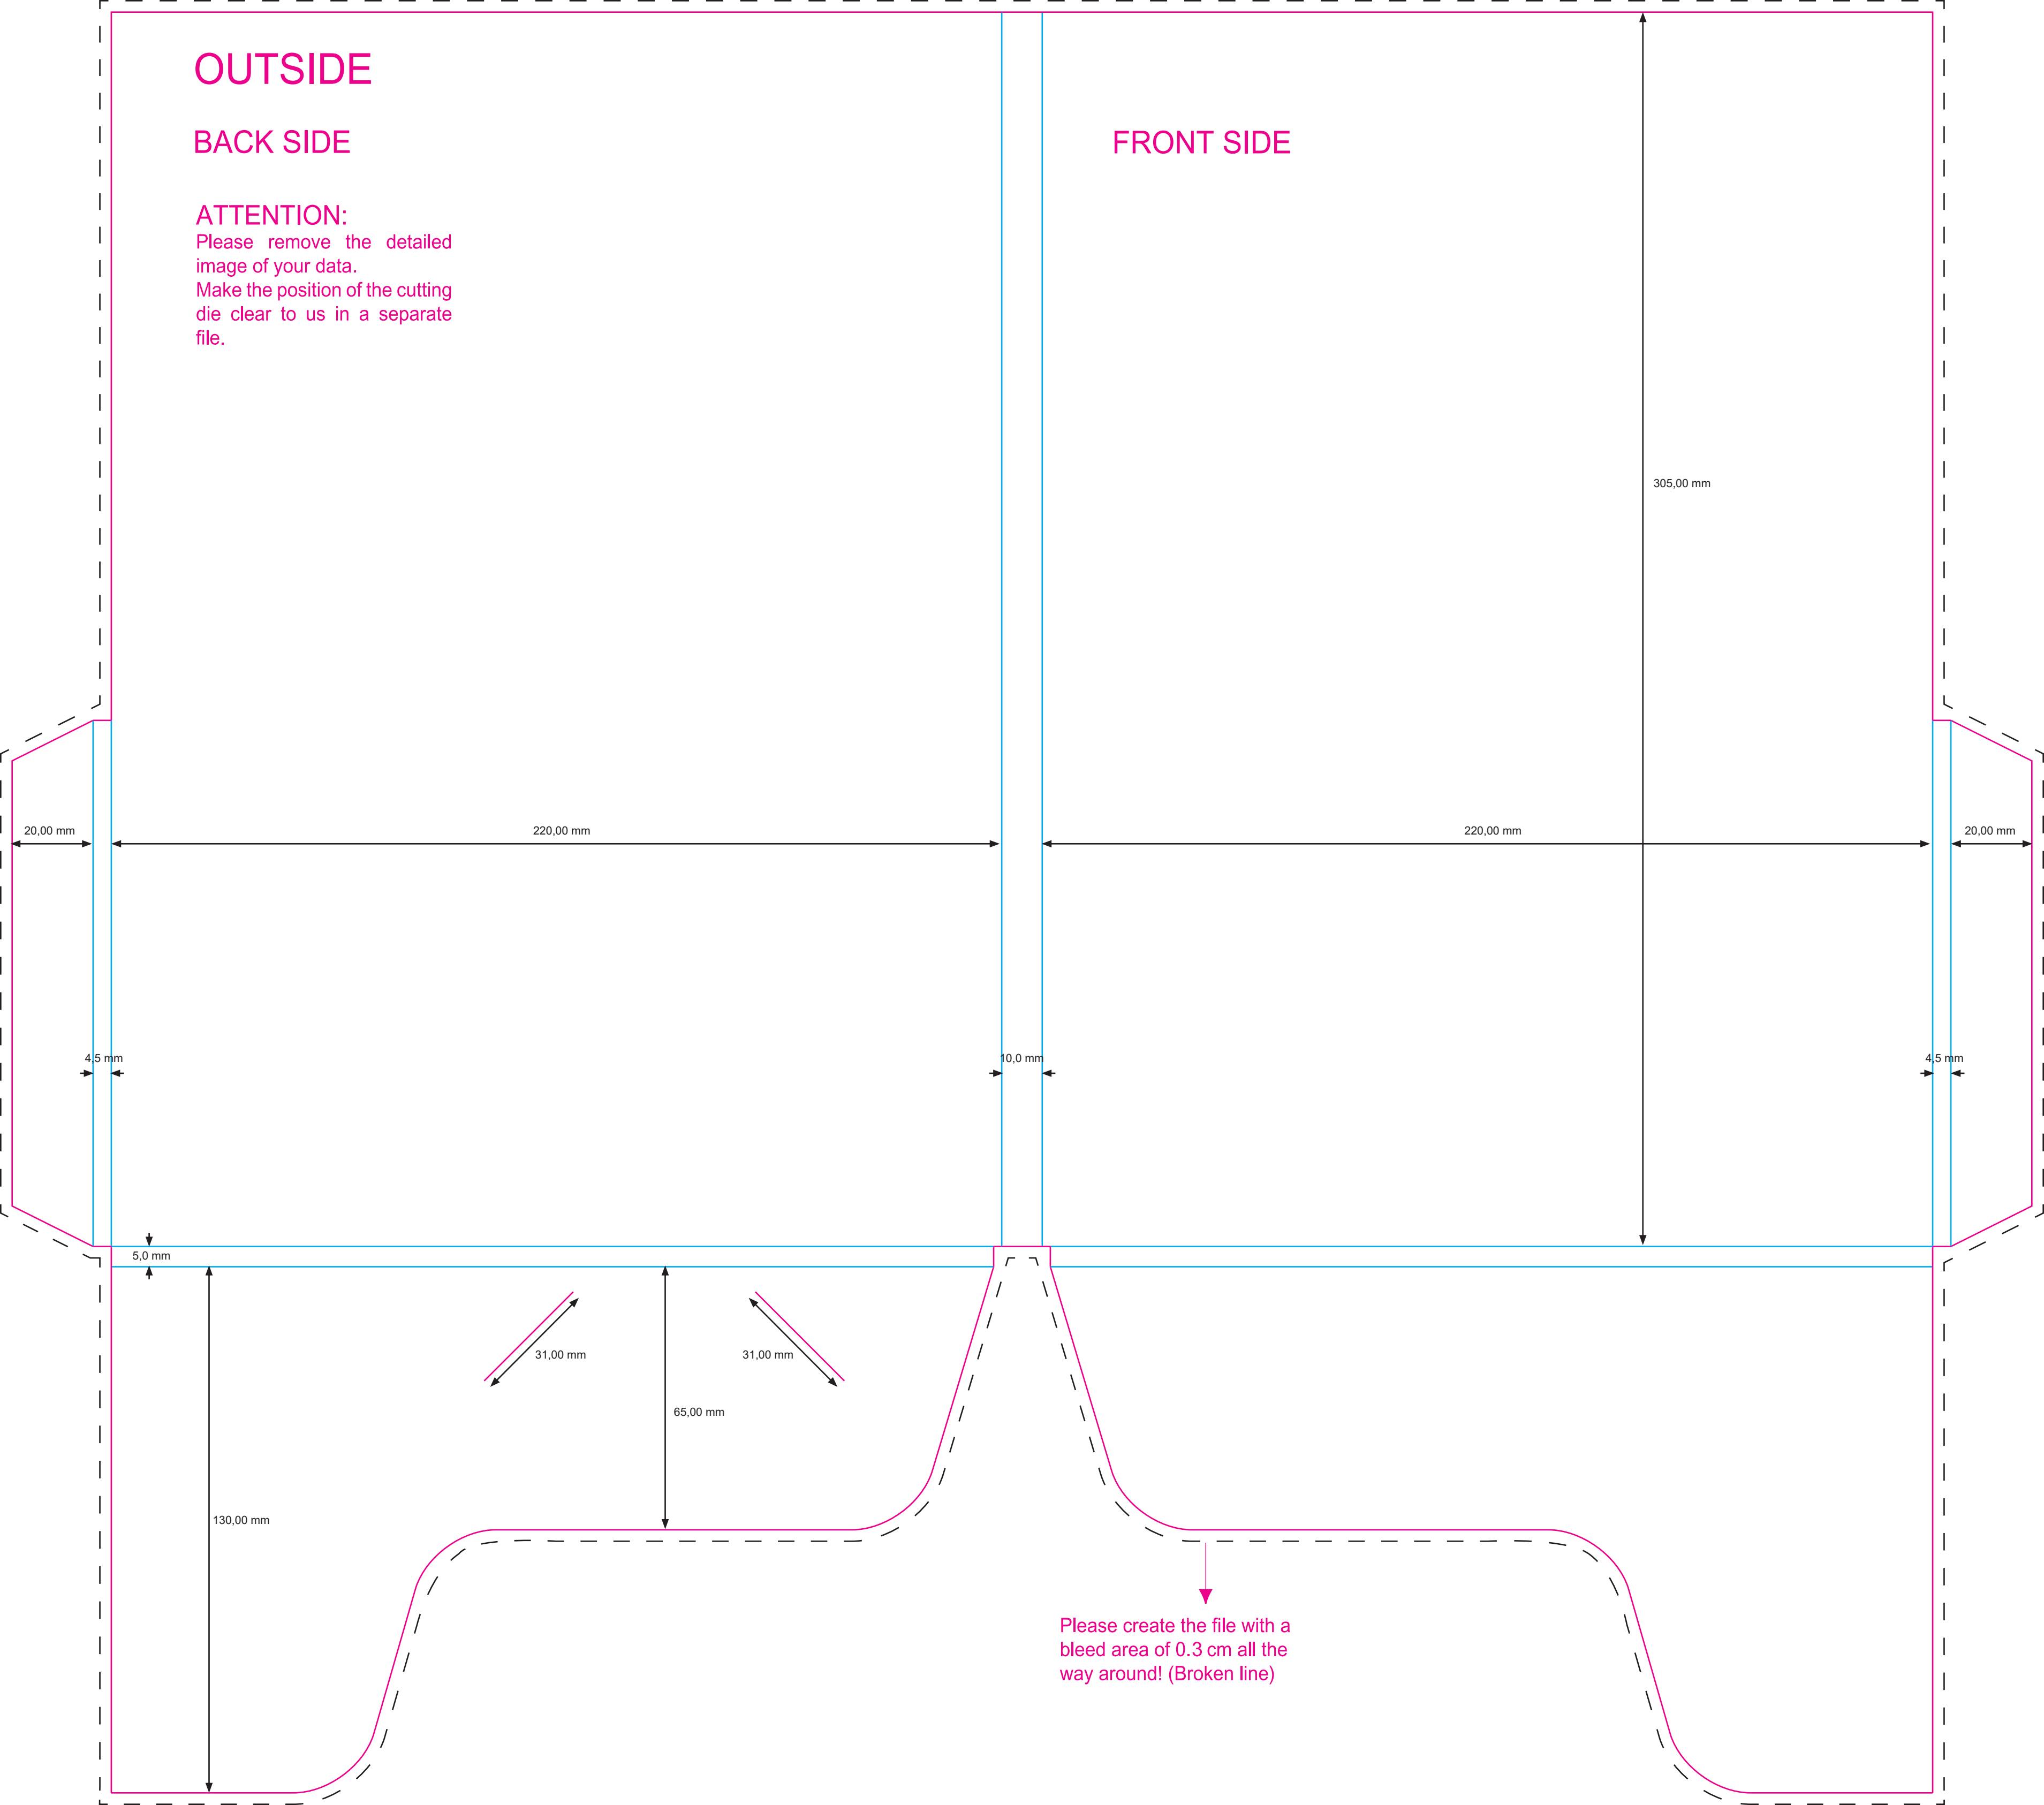 OUTSIDE
BACK SIDE
FRONT SIDE
ATTENTION:
Please remove the detailed
image of your data.
Make the position of the cutting
die clear to us in a separate
file.
305,00 mm
20,00 mm
220,00 mm
220,00 mm
20,00 mm
4,5 mm
10,0 mm
4,5 mm
5,0 mm
31,00 mm
31,00 mm
65,00 mm
130,00 mm
Please create the file with a
bleed area of 0.3 cm all the
way around! (Broken line)